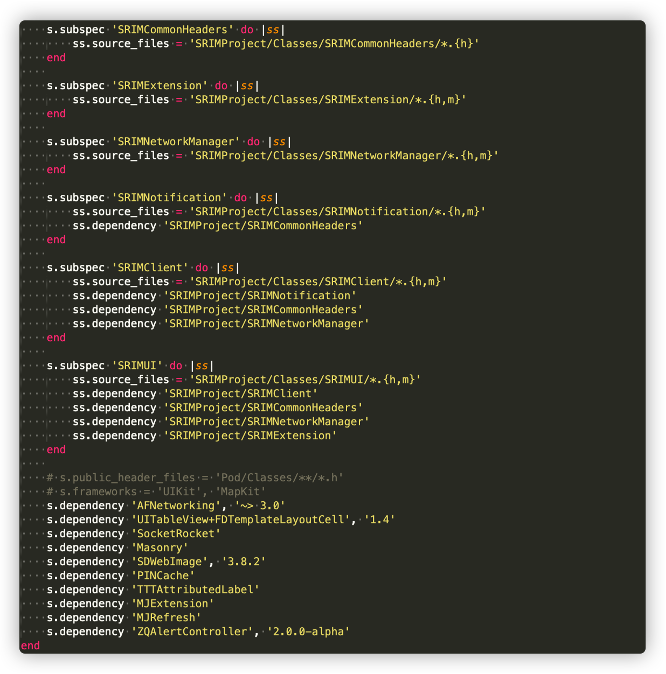 s.subspec 'SRIMCommonHeaders' do |ss|
ss.source_files = 'SRIMProject/Classes/SRIMCommonHeaders/*.{h}'
end
s.subspec 'SRIMExtension' do |ss|
ss.source_files = 'SRIMProject/Classes/SRIMExtension/*.{h,m}'
end
s.subspec 'SRIMNetworkManager' do |ss|
ss.source_files = 'SRIMProject/Classes/SRIMNetworkManager/*.{h,m}'
end
s.subspec 'SRIMNotification' do |ss|
ss.source_files = 'SRIMProject/Classes/SRIMNotification/*.{h,m}'
ss.dependency 'SRIMProject/SRIMCommonHeaders'
end
s.subspec 'SRIMClient' do |ss|
ss.source_files = 'SRIMProject/Classes/SRIMClient/*.{h,m}'
ss.dependency 'SRIMProject/SRIMNotification'
ss.dependency 'SRIMProject/SRIMCommonHeaders'
ss.dependency 'SRIMProject/SRIMNetworkManager'
end
s.subspec 'SRIMUI' do |ss|
ss.source_files = 'SRIMProject/Classes/SRIMUI/*.{h,m}'
ss.dependency 'SRIMProject/SRIMClient'
ss.dependency 'SRIMProject/SRIMCommonHeaders'
ss.dependency 'SRIMProject/SRIMNetworkManager'
ss.dependency 'SRIMProject/SRIMExtension'
end
# s.public_header_files = 'Pod/Classes/**/*.h'
# s.frameworks = 'UIKit', 'MapKit'
s.dependency 'AFNetworking', '~> 3.0'
s.dependency 'UITableView+FDTemplateLayoutCell', '1.4'
s.dependency 'SocketRocket'
s.dependency 'Masonry'
s.dependency 'SDWebImage', '3.8.2'
s.dependency 'PINCache'
s.dependency 'TTTAttributedLabel'
s.dependency 'MJExtension'
s.dependency 'MJRefresh'
s.dependency 'ZQAlertController', '2.0.0-alpha'
end